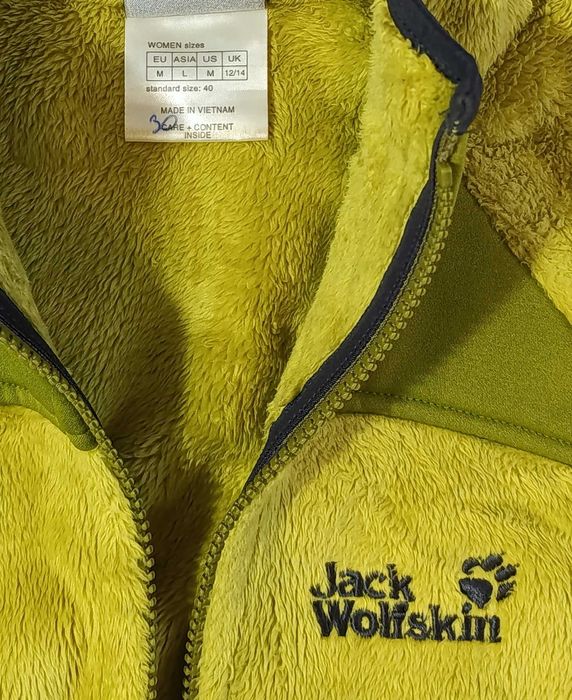 WOMEN sizes
EU ASIA US UK
M L M 12/14
standard size: 40
MADE IN VIETNAM
30
CARE + CONTENT
INSIDE
Jack
Wolfskin